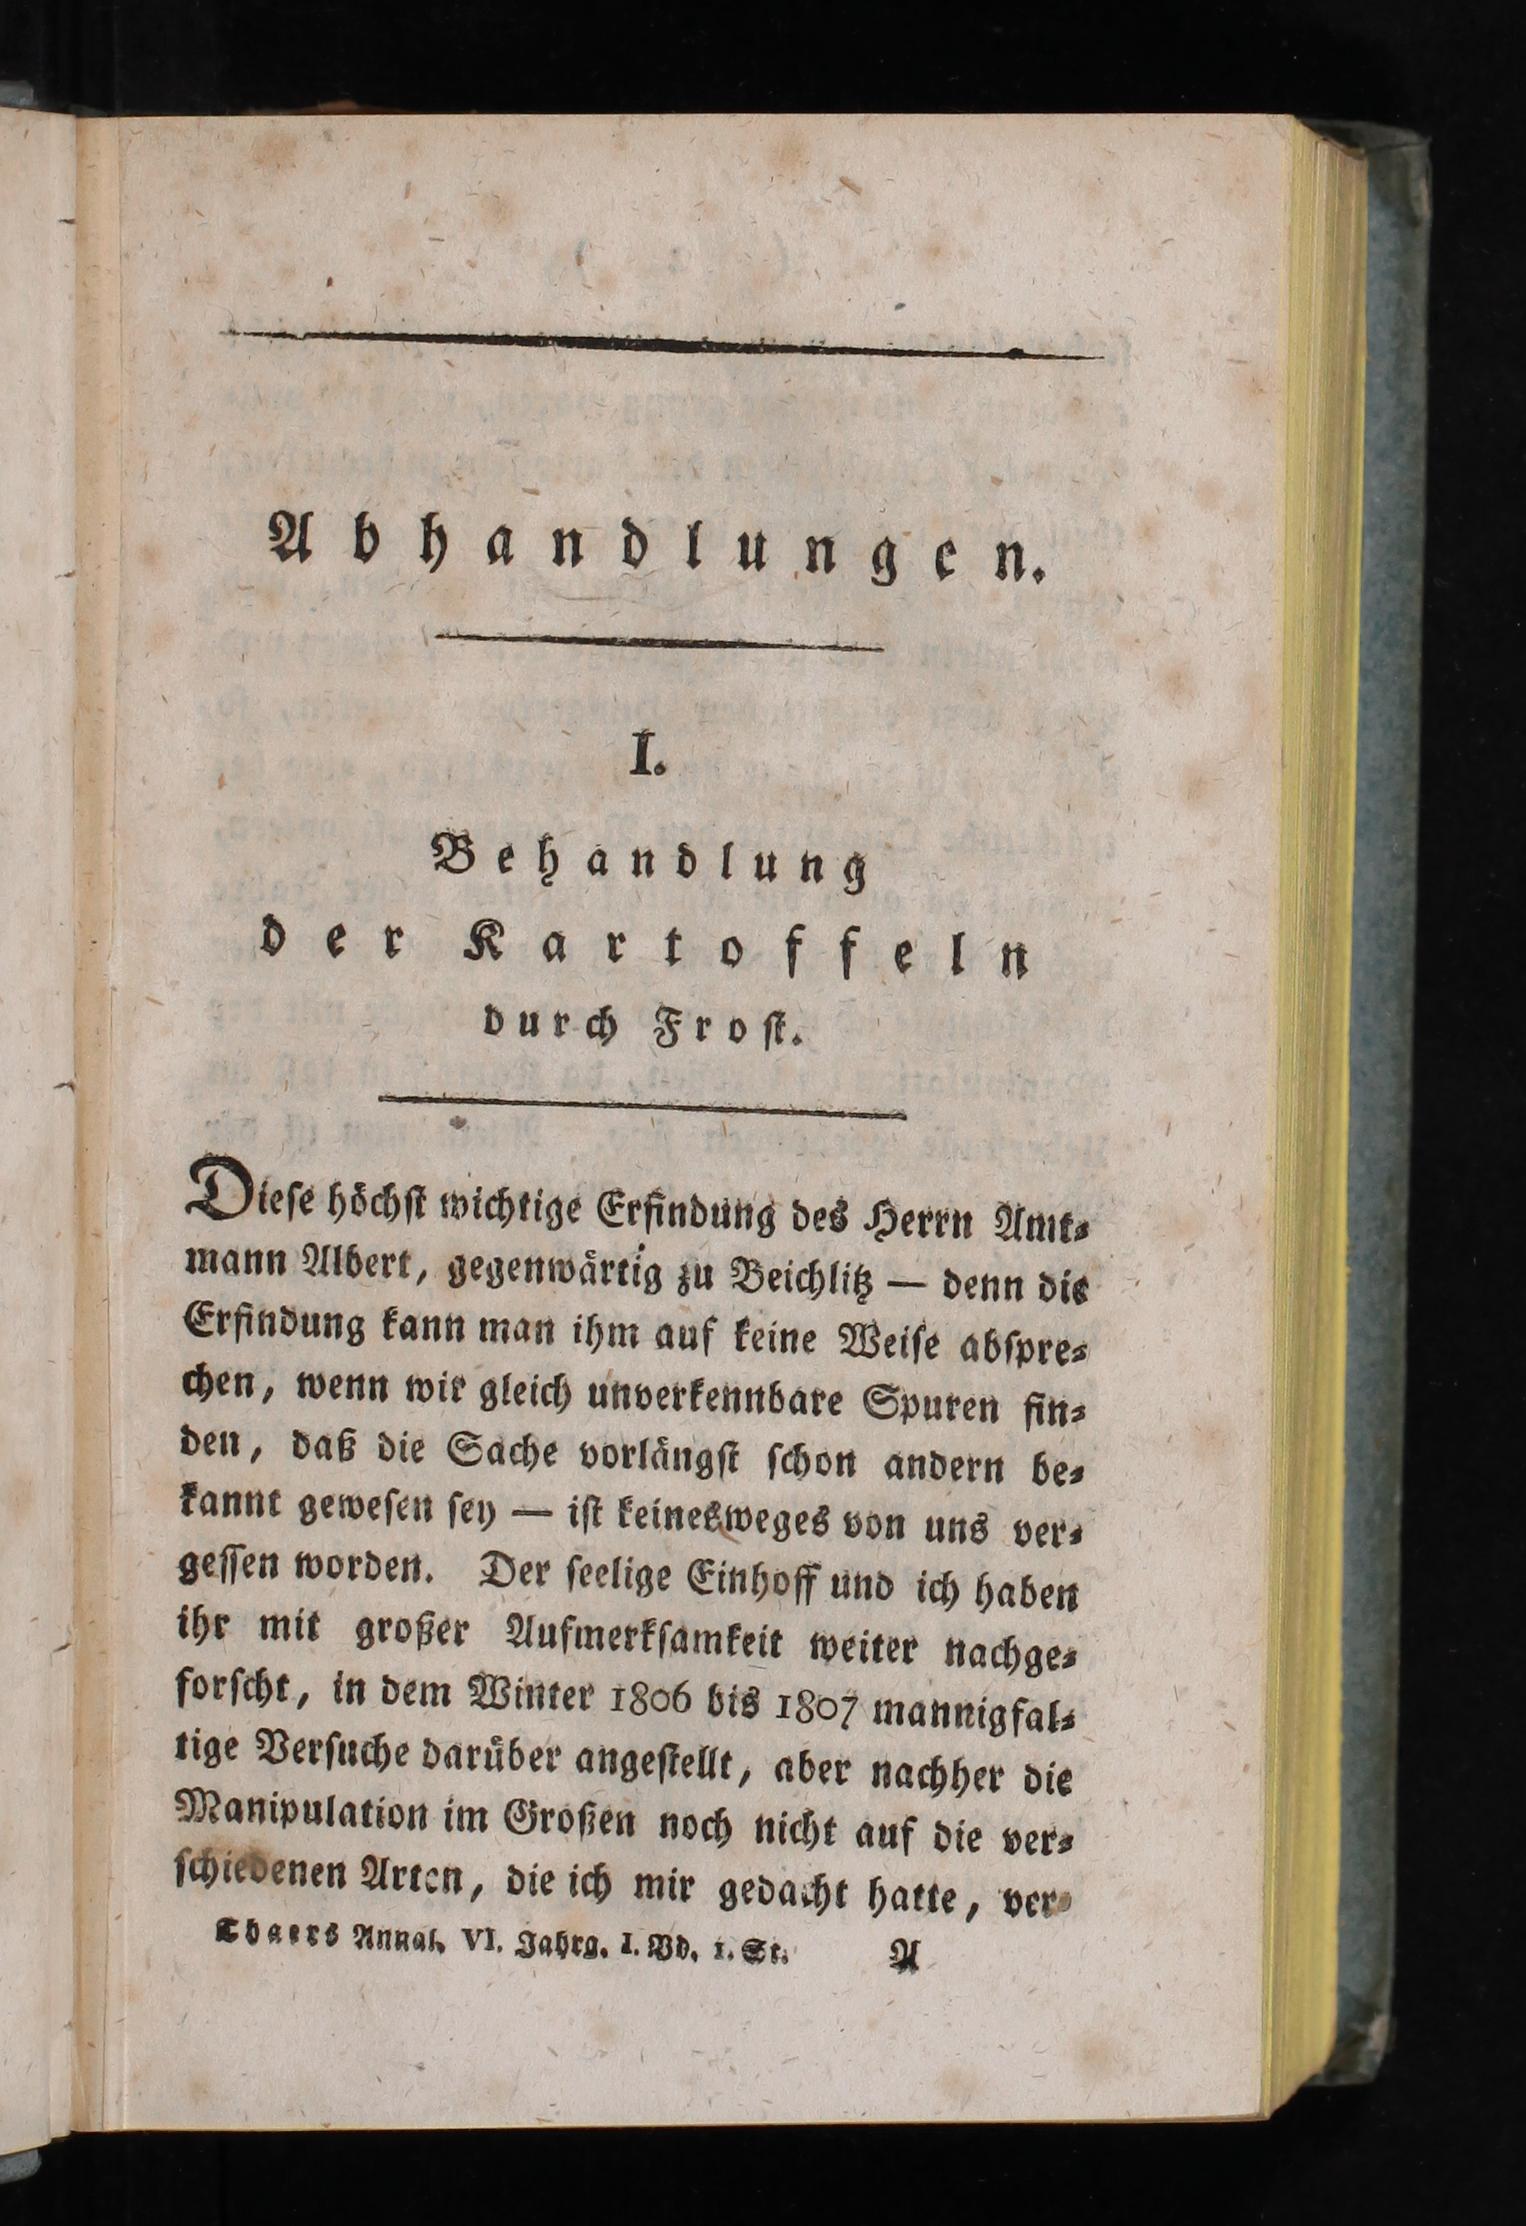 Abhandlungen.
I.
Behandlung
der Kartoffeln
durch Frost.
Dieſe höchſt wichtige Erfindung des Herrn Amt⸗
mann Albert, gegenwärtig zu Beichlitz — denn die
Erfindung kann man ihm auf keine Weiſe abſpre⸗
chen, wenn wir gleich unverkennbare Spuren fin⸗
den, daß die Sache vorlängſt ſchon andern be⸗
kannt geweſen ſey — iſt keinesweges von uns ver⸗
geſſen worden. Der ſeelige Einhoff und ich haben
ihr mit großer Aufmerkſamkeit weiter nachge⸗
forſcht, in dem Winter 1806 bis 1807 mannigfal⸗
tige Verſuche darüber angeſtellt, aber nachher die
Manipulation im Großen noch nicht auf die ver⸗
ſchiedenen Arten, die ich mir gedacht hatte, ver⸗
Thaers Annal. VI. Jahrg. I. Bd. 1. St. A